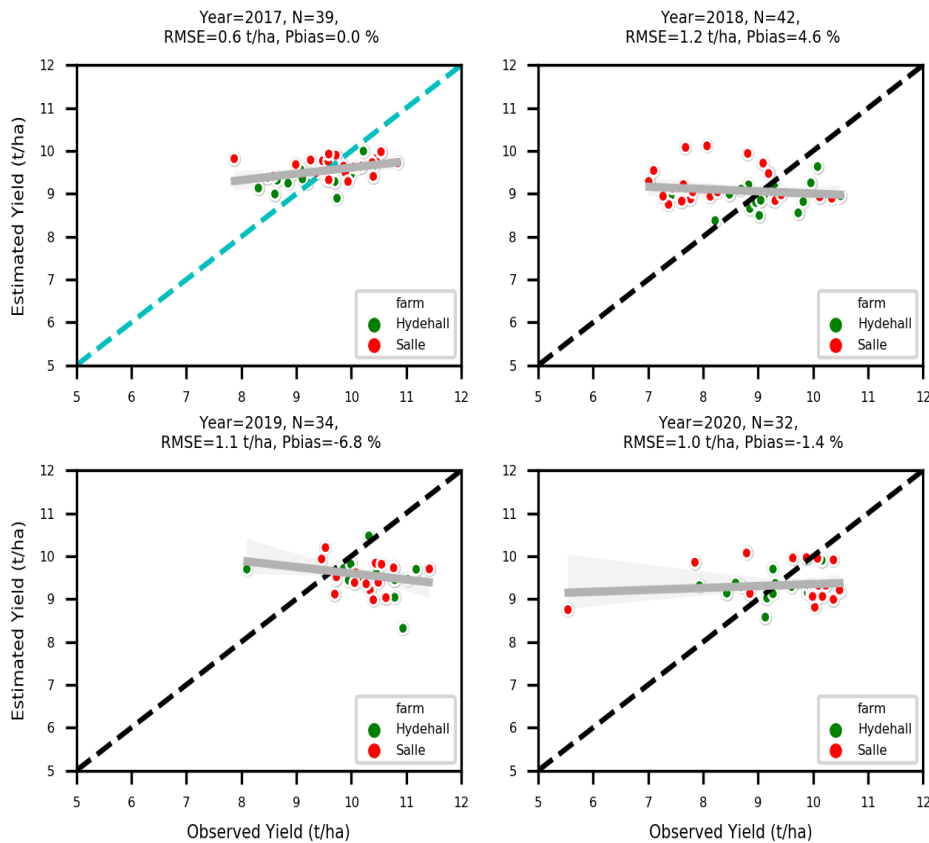 Year=2017, N=39,
RMSE=0.6 t/ha, Pbias=0.0 %
12
11
10
9
8
7
6
5
Estimated Yield (t/ha)
farm
Hydehall
Salle
5 6 7 8 9 10 11 12
Year=2018, N=42,
RMSE=1.2 t/ha, Pbias=4.6 %
12
11
10
9
8
7
6
5
farm
Hydehall
Salle
5 6 7 8 9 10 11 12
Year=2019, N=34,
RMSE=1.1 t/ha, Pbias=-6.8 %
12
11
10
9
8
7
6
5
Estimated Yield (t/ha)
farm
Hydehall
Salle
5 6 7 8 9 10 11 12
Observed Yield (t/ha)
Year=2020, N=32,
RMSE=1.0 t/ha, Pbias=-1.4 %
12
11
10
9
8
7
6
5
farm
Hydehall
Salle
5 6 7 8 9 10 11 12
Observed Yield (t/ha)